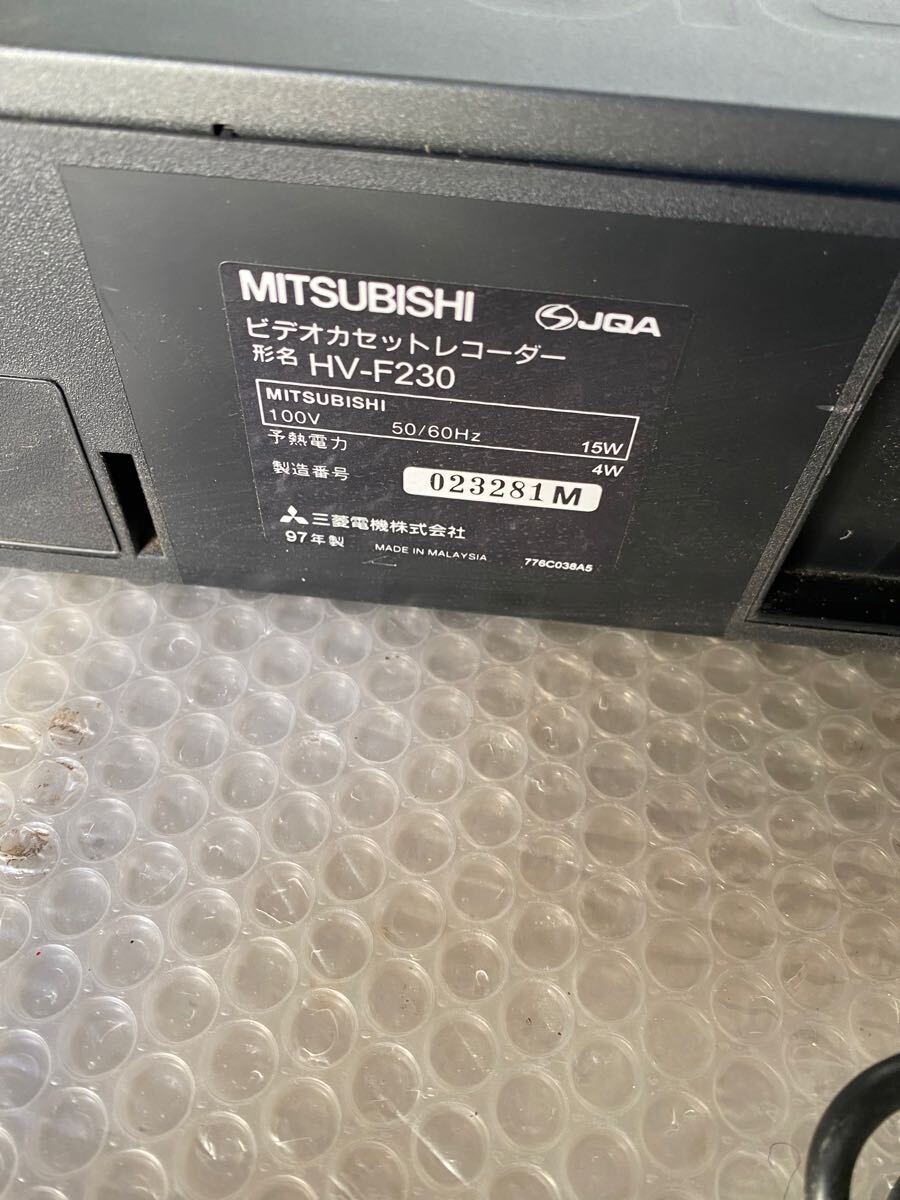 MITSUBISHI JQA
ビデオカセットレコーダー
形名 HV-F230
MITSUBISHI
100V 50/60Hz 15W
予熱電力 4W
製造番号 023281M
三菱電機株式会社
97年製 MADE IN MALAYSIA 776C038A5